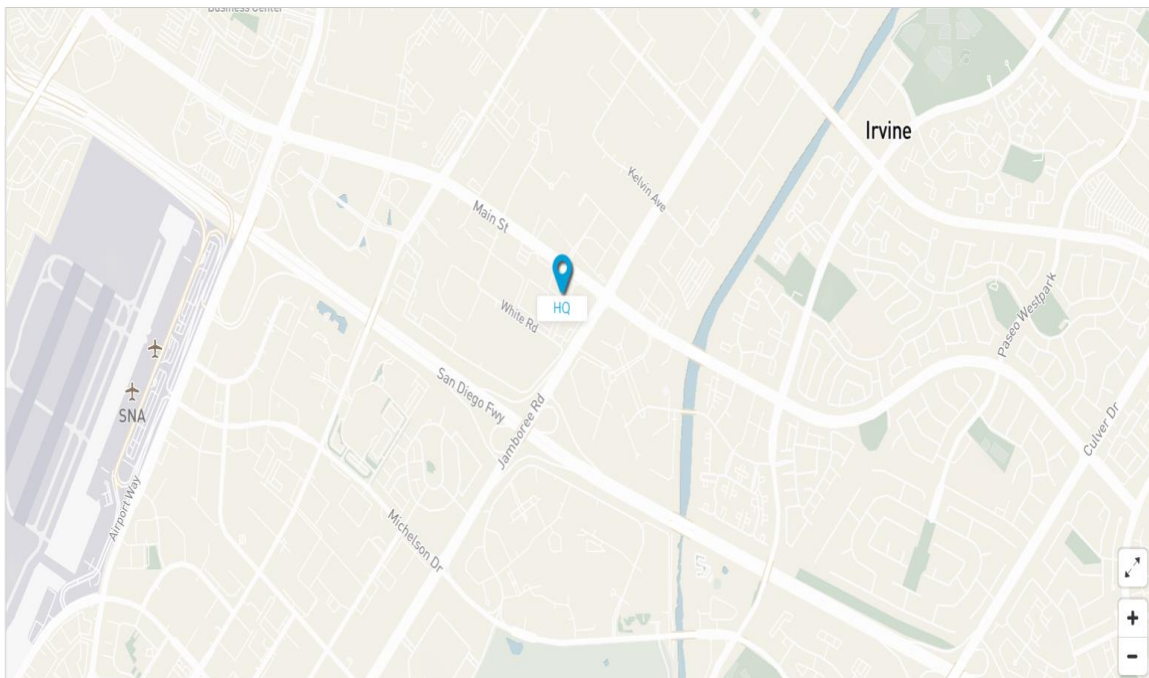 Business Center
Irvine
Kelvin Ave
Main St
HQ
White Rd
Paseo Westpark
San Diego Fwy
SNA
Jamboree Rd
Culver Dr
Airport Way
Michelson Dr
+
−